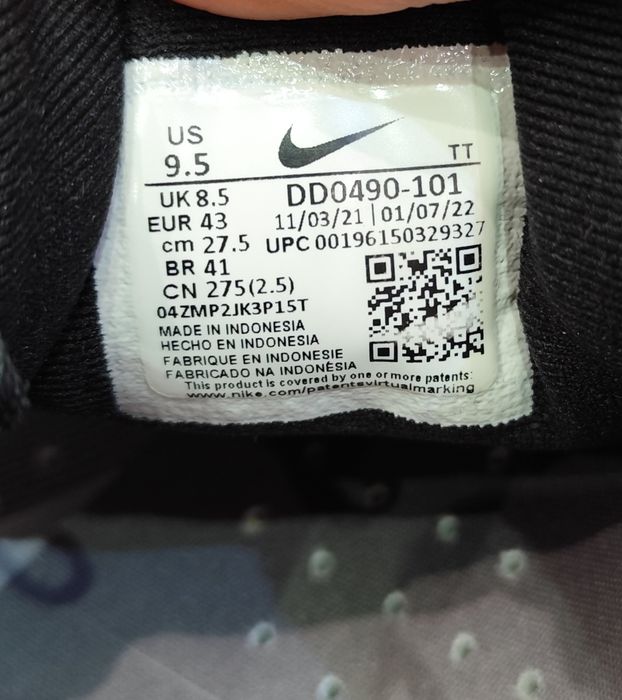 US
9.5
TT
UK 8.5
DD0490-101
EUR 43
11/03/21 | 01/07/22
cm 27.5
UPC 00196150329327
BR 41
CN 275(2.5)
04ZMP2JK3P15T
MADE IN INDONESIA
HECHO EN INDONESIA
FABRIQUE EN INDONESIE
FABRICADO NA INDONÉSIA
This product is covered by one or more patents:
www.nike.com/patentsvirtualmarking